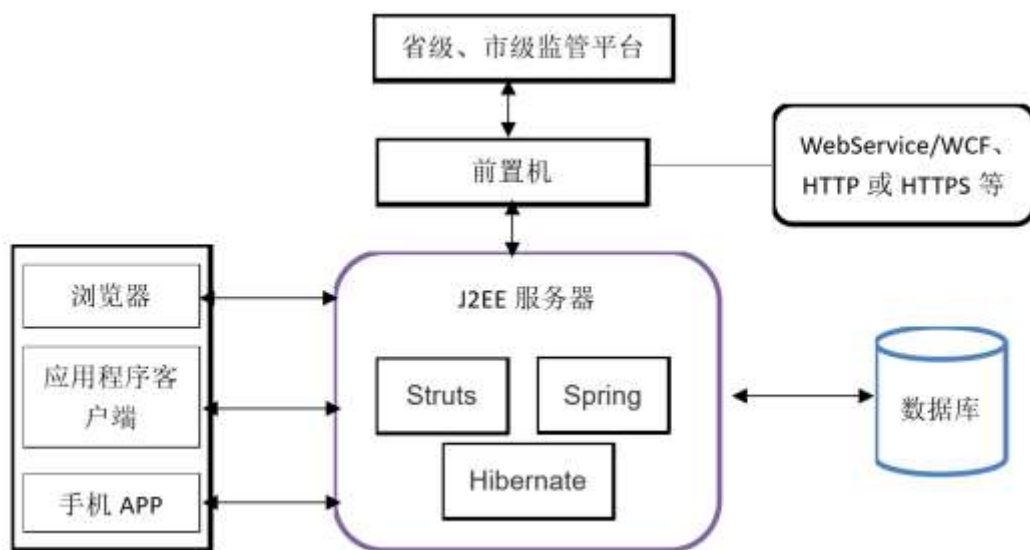 省级、市级监管平台
前置机
WebService/WCF、
HTTP 或 HTTPS 等
浏览器
应用程序客
户端
手机 APP
J2EE 服务器
Struts
Spring
Hibernate
数据库